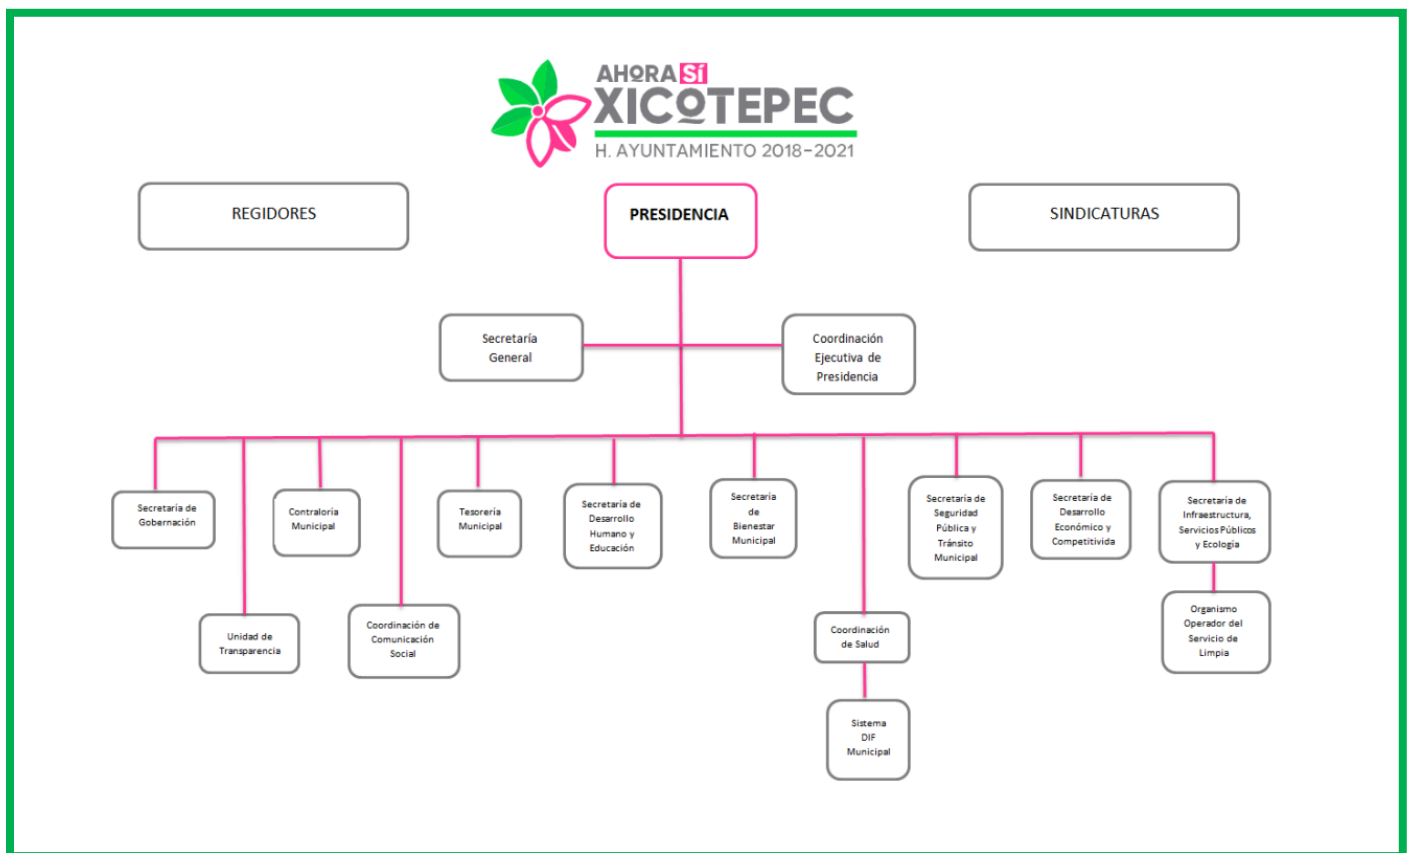 AHORA SÍ
XICOTEPEC
H. AYUNTAMIENTO 2018-2021
REGIDORES
PRESIDENCIA
SINDICATURAS
Secretaría
General
Coordinación
Ejecutiva de
Presidencia
Secretaría de
Gobernación
Contraloría
Municipal
Tesorería
Municipal
Secretaría de
Desarrollo
Humano y
Educación
Secretaría
de
Bienestar
Municipal
Secretaría de
Seguridad
Pública y
Tránsito
Municipal
Secretaría de
Desarrollo
Económico y
Competitivida
Secretaría de
Infraestructura,
Servicios Públicos
y Ecología
Unidad de
Transparencia
Coordinación de
Comunicación
Social
Coordinación
de Salud
Organismo
Operador del
Servicio de
Limpia
Sistema
DIF
Municipal